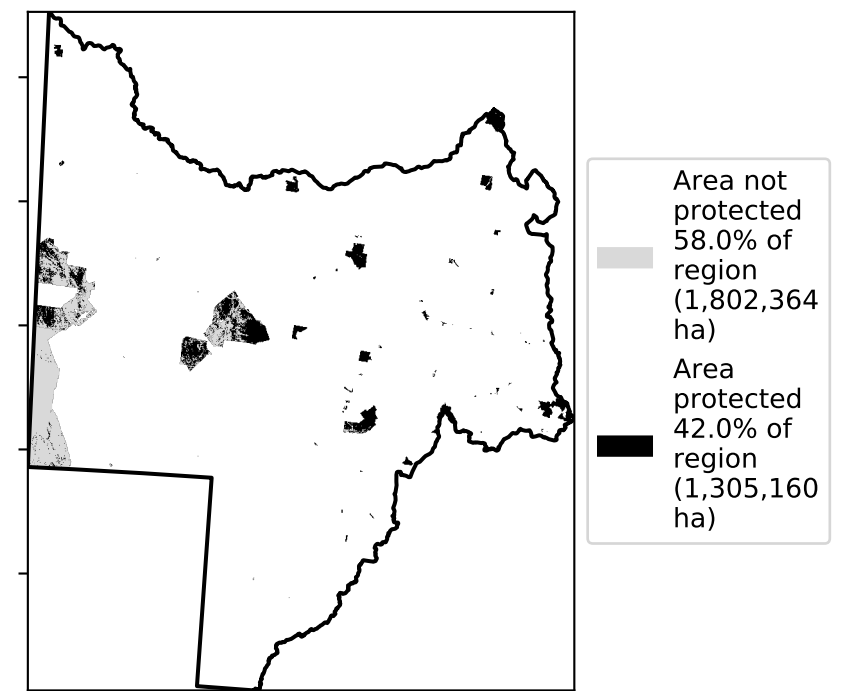 Area not
protected
58.0% of
region
(1,802,364
ha)
Area
protected
42.0% of
region
(1,305,160
ha)